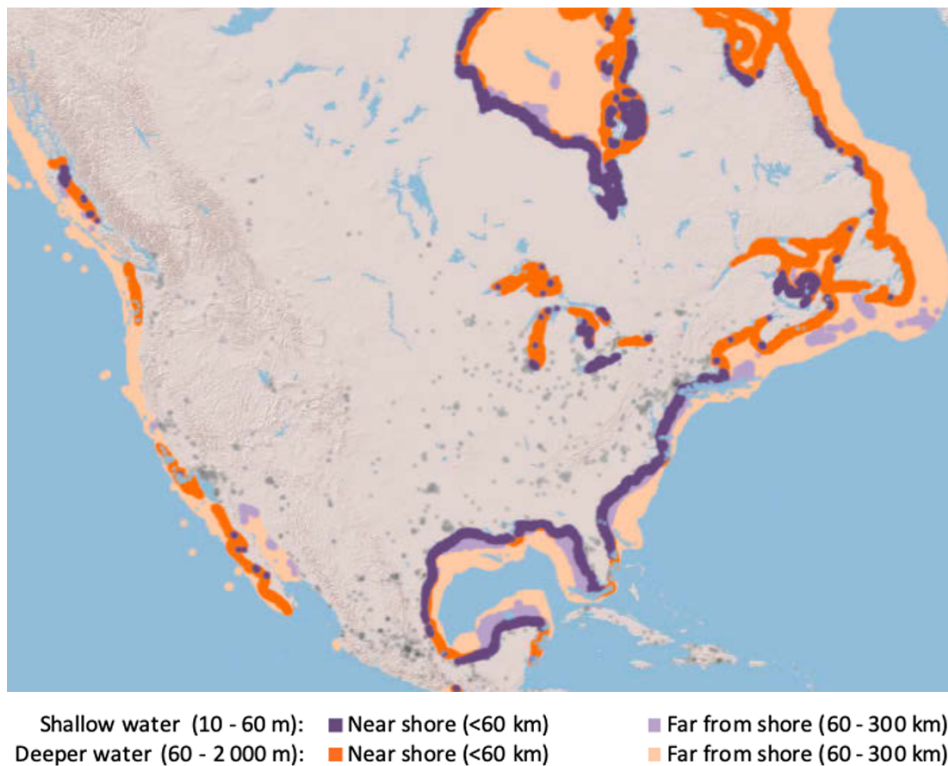 Shallow water (10 - 60 m): Near shore (<60 km) Far from shore (60 - 300 km)
Deeper water (60 - 2 000 m): Near shore (<60 km) Far from shore (60 - 300 km)